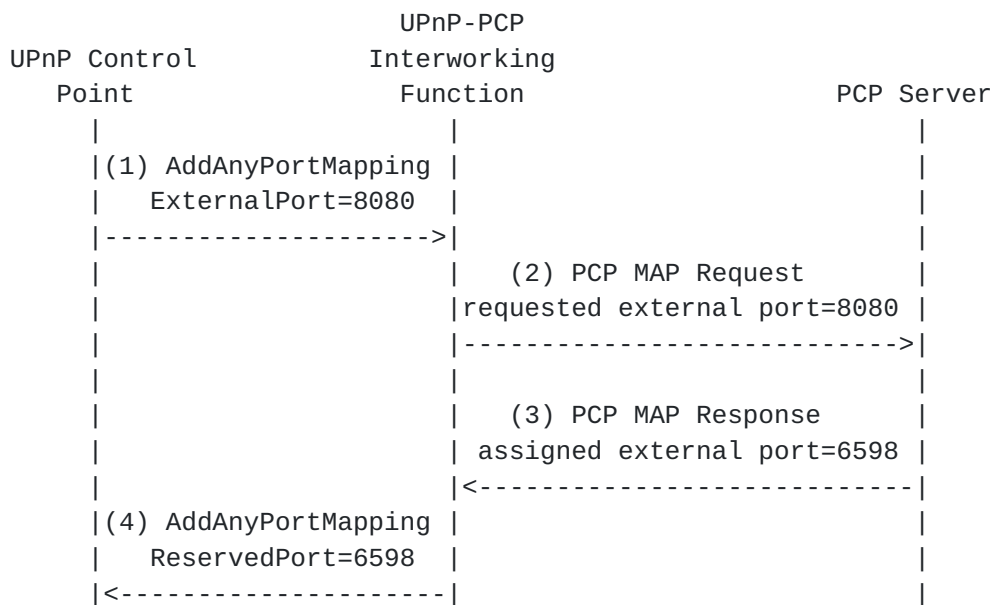 UPnP-PCP
UPnP Control Interworking
Point Function PCP Server
(1) AddAnyPortMapping
ExternalPort=8080
(2) PCP MAP Request
requested external port=8080
(3) PCP MAP Response
assigned external port=6598
(4) AddAnyPortMapping
ReservedPort=6598